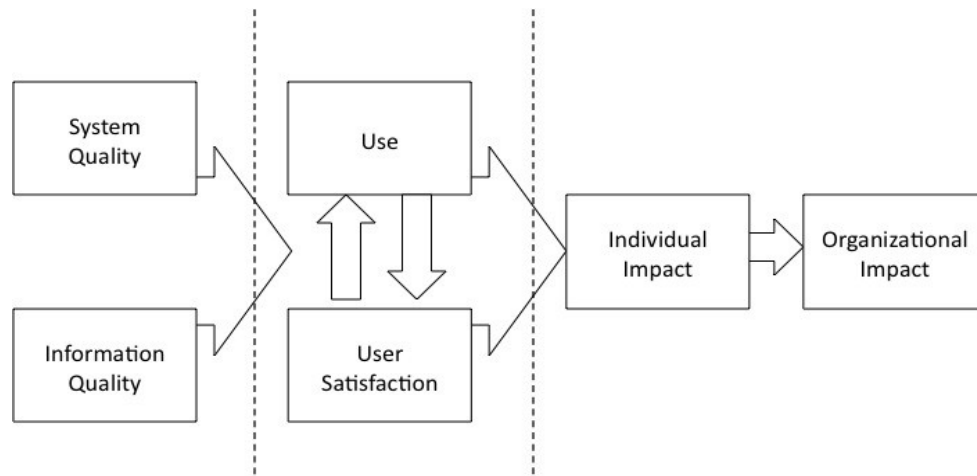 System
Quality
Use
Information
Quality
User
Satisfaction
Individual
Impact
Organizational
Impact